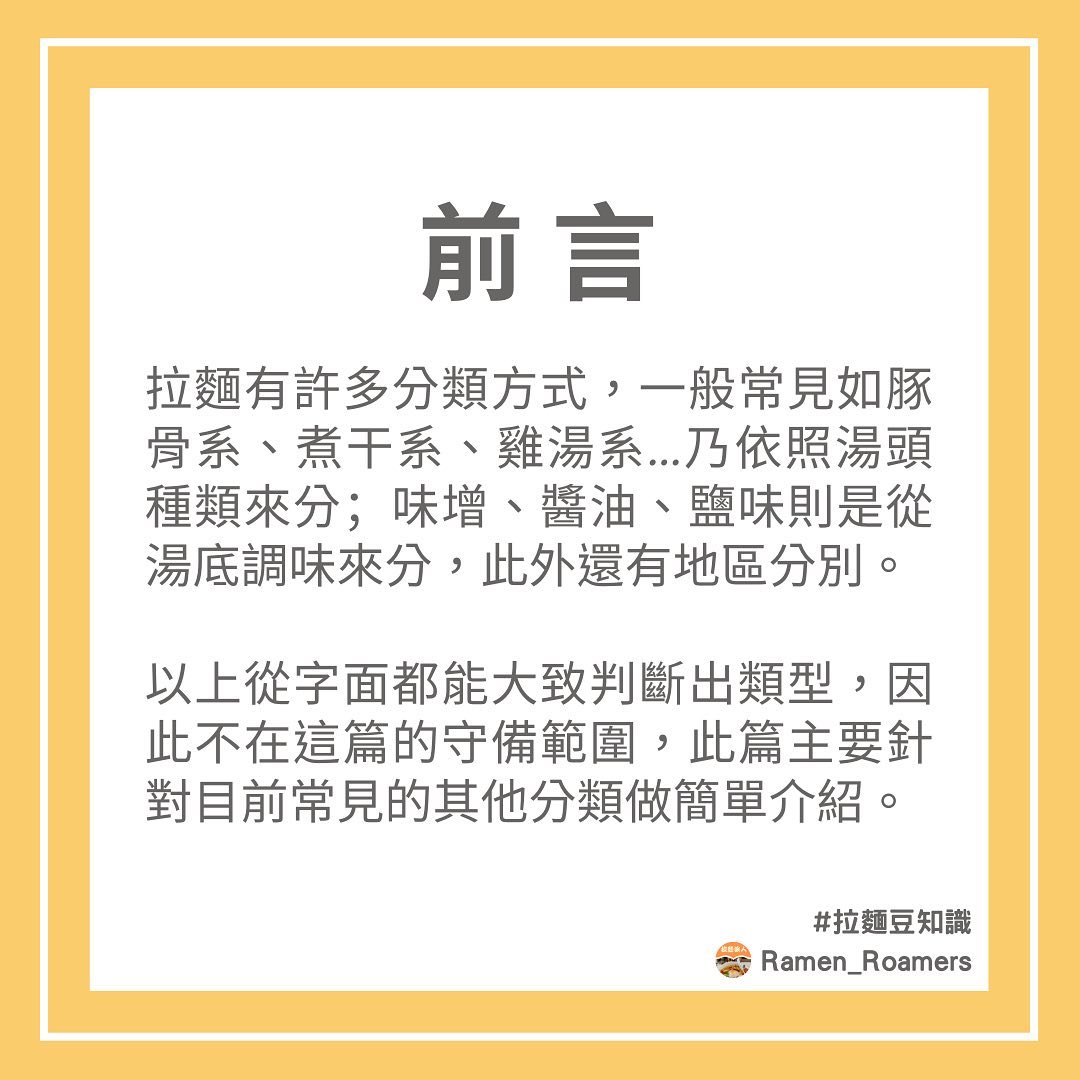 前言
拉麵有許多分類方式，一般常見如豚
骨系、煮干系、雞湯系...乃依照湯頭
種類來分；味增、醬油、鹽味則是從
湯底調味來分，此外還有地區分別。
以上從字面都能大致判斷出類型，因
此不在這篇的守備範圍，此篇主要針
對目前常見的其他分類做簡單介紹。
#拉麵豆知識
Ramen_Roamers